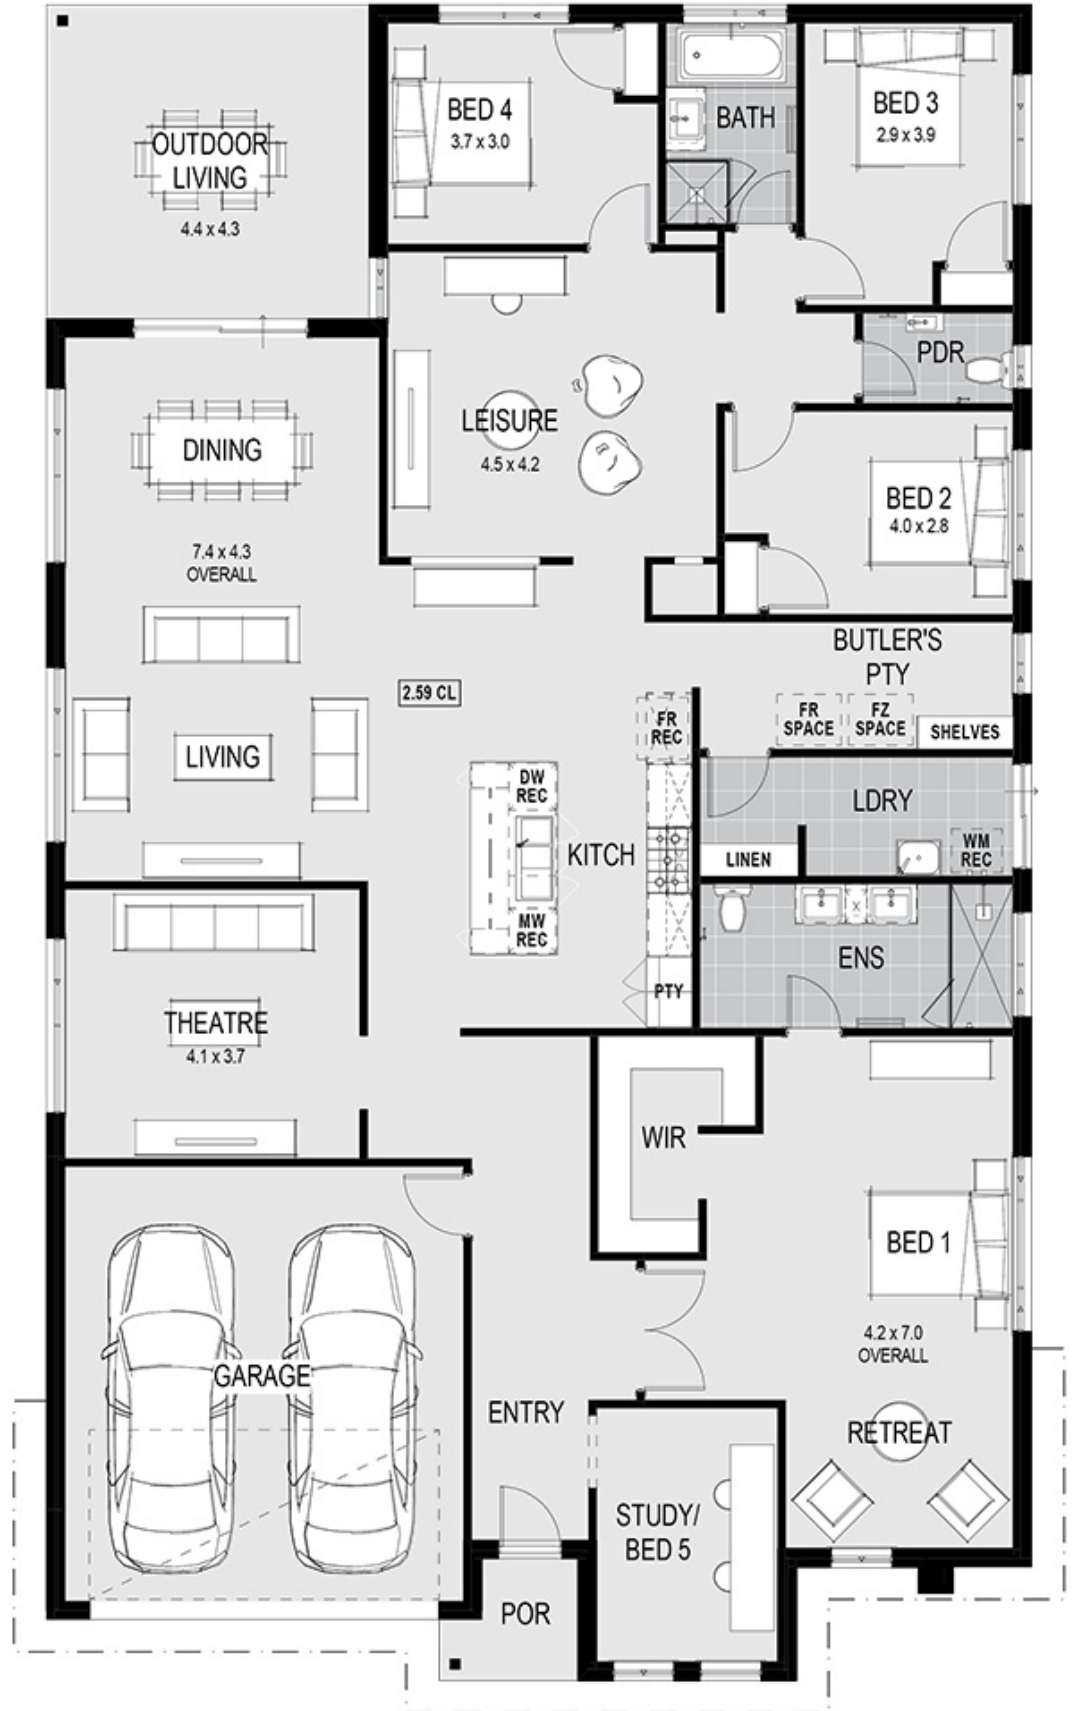 OUTDOOR
LIVING
4.4 x 4.3
BED 4
3.7 x 3.0
BATH
BED 3
2.9 x 3.9
PDR
LEISURE
4.5 x 4.2
DINING
7.4 x 4.3
OVERALL
BED 2
4.0 x 2.8
BUTLER'S
PTY
2.59 CL
FR
REC
FR
SPACE
FZ
SPACE
SHELVES
LIVING
DW
REC
KITCH
MW
REC
PTY
LDRY
LINEN
WM
REC
ENS
THEATRE
4.1 x 3.7
WIR
BED 1
4.2 x 7.0
OVERALL
RETREAT
GARAGE
ENTRY
STUDY/
BED 5
POR